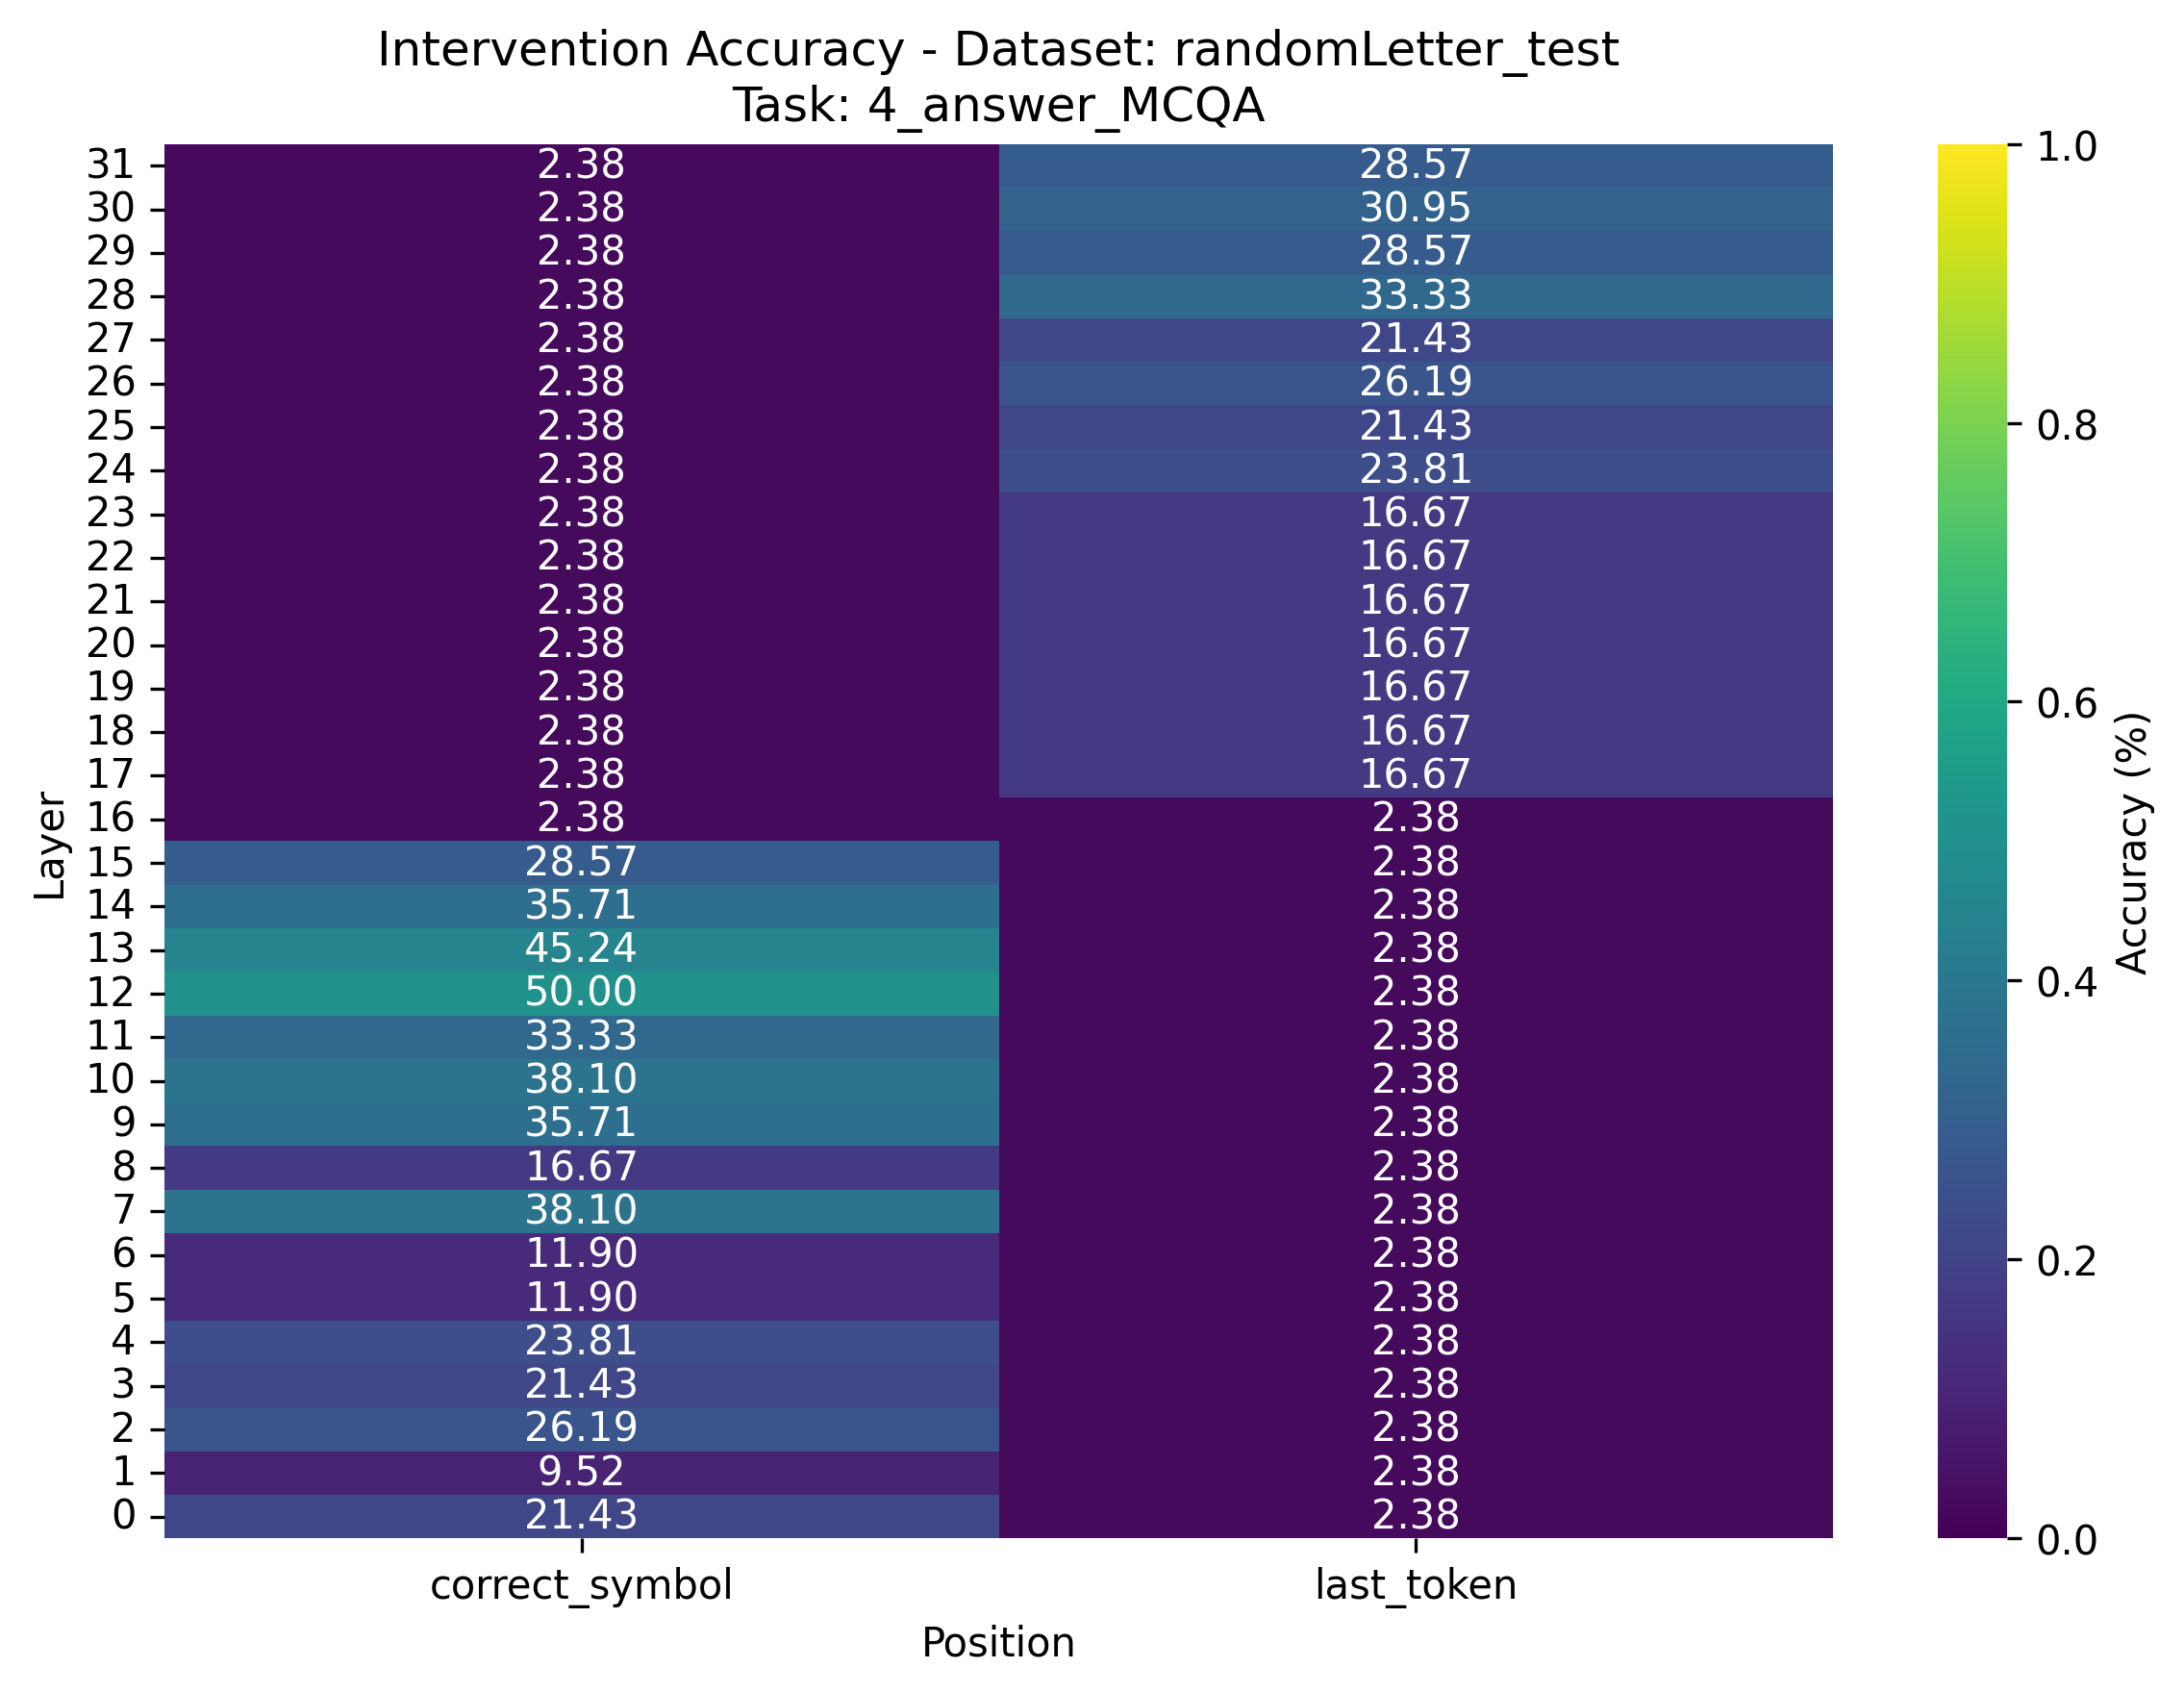 Intervention Accuracy - Dataset: randomLetter_test
Task: 4_answer_MCQA
31 2.38 28.57
30 2.38 30.95
29 2.38 28.57
28 2.38 33.33
27 2.38 21.43
26 2.38 26.19
25 2.38 21.43
24 2.38 23.81
23 2.38 16.67
22 2.38 16.67
21 2.38 16.67
20 2.38 16.67
19 2.38 16.67
18 2.38 16.67
17 2.38 16.67
16 2.38 2.38
15 28.57 2.38
14 35.71 2.38
13 45.24 2.38
12 50.00 2.38
11 33.33 2.38
10 38.10 2.38
9 35.71 2.38
8 16.67 2.38
7 38.10 2.38
6 11.90 2.38
5 11.90 2.38
4 23.81 2.38
3 21.43 2.38
2 26.19 2.38
1 9.52 2.38
0 21.43 2.38
correct_symbol last_token
Position
Layer
1.0
0.8
0.6
0.4
0.2
0.0
Accuracy (%)